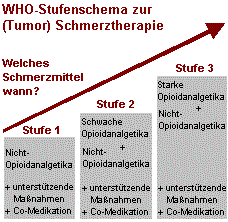 WHO-Stufenschema zur
(Tumor) Schmerztherapie
Welches
Schmerzmittel
wann?
Stufe 1
Nicht-
Opioidanalgetika
+ unterstützende
Maßnahmen
+ Co-Medikation
Stufe 2
Schwache
Opioidanalgetika
+
Nicht-
Opioidanalgetika
+ unterstützende
Maßnahmen
+ Co-Medikation
Stufe 3
Starke
Opioidanalgetika
+
Nicht-
Opioidanalgetika
+ unterstützende
Maßnahmen
+ Co-Medikation